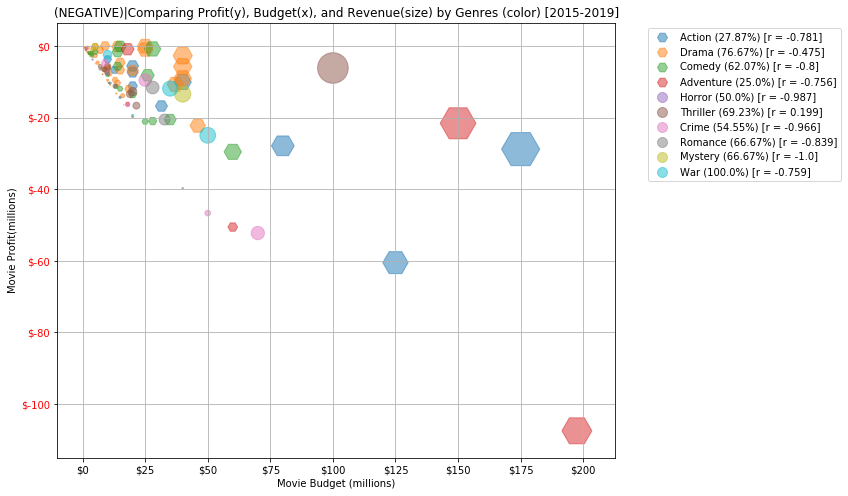 (NEGATIVE)|Comparing Profit(y), Budget(x), and Revenue(size) by Genres (color) [2015-2019]
Action (27.87%) [r = -0.781]
Drama (76.67%) [r = -0.475]
Comedy (62.07%) [r = -0.8]
Adventure (25.0%) [r = -0.756]
Horror (50.0%) [r = -0.987]
Thriller (69.23%) [r = 0.199]
Crime (54.55%) [r = -0.966]
Romance (66.67%) [r = -0.839]
Mystery (66.67%) [r = -1.0]
War (100.0%) [r = -0.759]
Movie Profit(millions)
$0
$-20
$-40
$-60
$-80
$-100
$0 $25 $50 $75 $100 $125 $150 $175 $200
Movie Budget (millions)